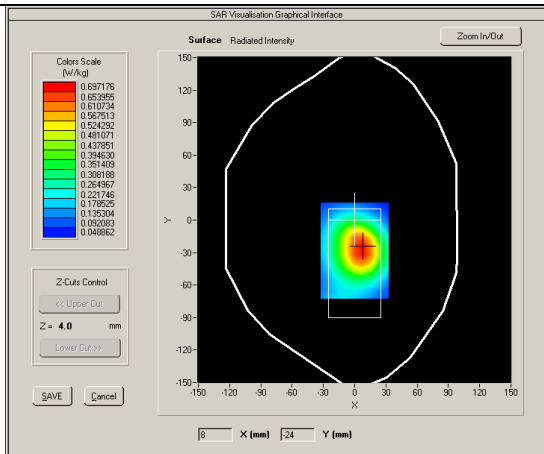 SAR Visualisation Graphical Interface
Surface Radiated Intensity
Zoom In/Out
Colors Scale
(W/kg)
0.697176
0.653955
0.610734
0.567513
0.524292
0.481071
0.437851
0.394630
0.351409
0.308188
0.264967
0.221746
0.178525
0.135304
0.092083
0.048862
Z-Cuts Control
<< Upper Cut
Z = 4.0 mm
Lower Cut >>
SAVE Cancel
150
120
90
60
30
0
-30
-60
-90
-120
-150
Y
-150 -120 -90 -60 -30 0 30 60 90 120 150
X
8 X (mm) -24 Y (mm)